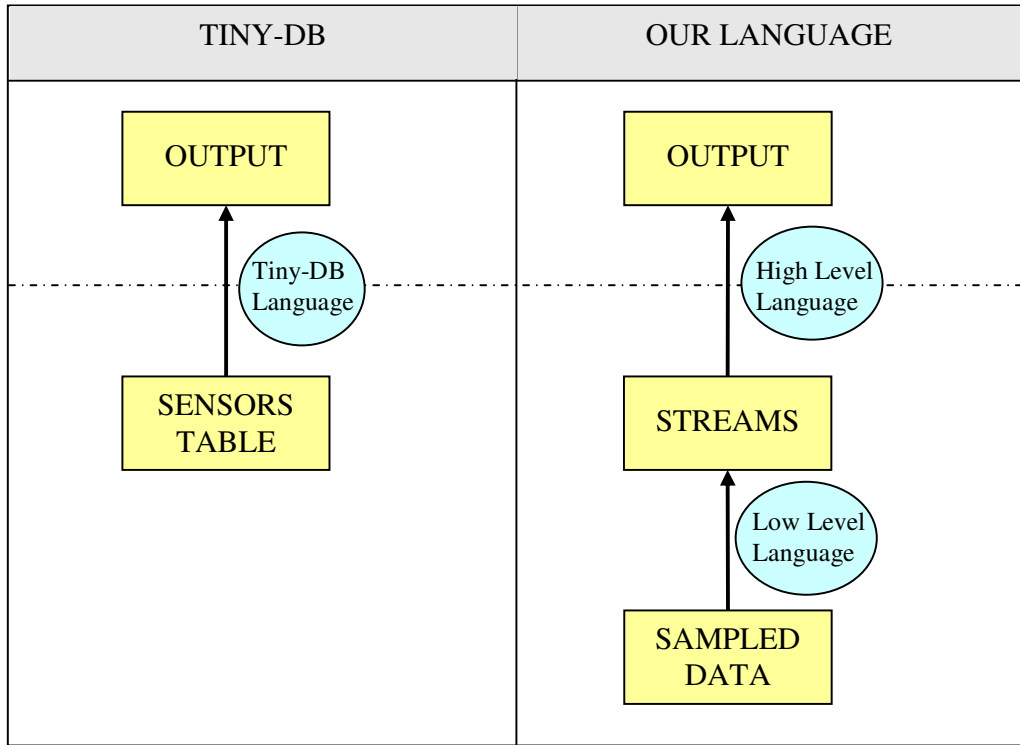 TINY-DB
OUR LANGUAGE
OUTPUT
Tiny-DB
Language
SENSORS
TABLE
OUTPUT
High Level
Language
STREAMS
Low Level
Language
SAMPLED
DATA